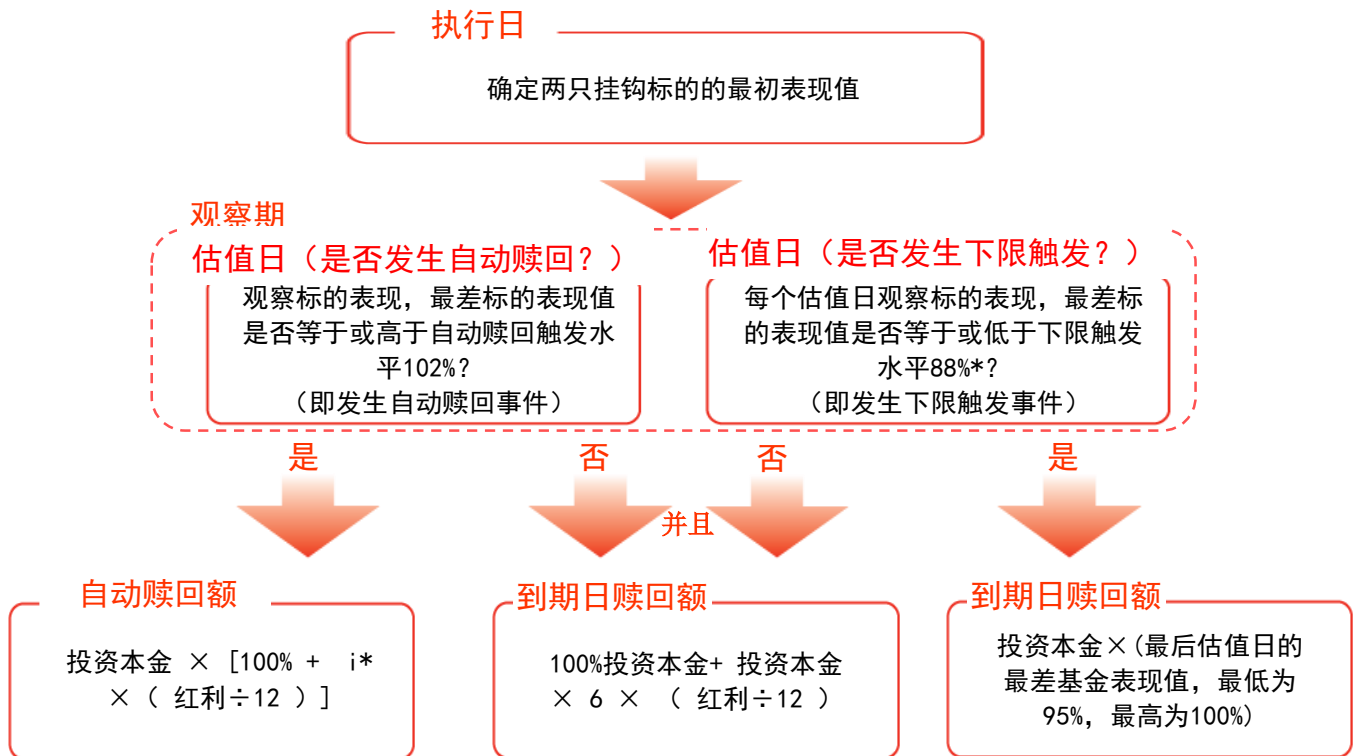 执行日
确定两只挂钩标的的最初表现值
观察期
估值日（是否发生自动赎回？）
观察标的表现，最差标的表现值
是否等于或高于自动赎回触发水
平102%?
（即发生自动赎回事件）
估值日（是否发生下限触发？）
每个估值日观察标的表现，最差标
的表现值是否等于或低于下限触发
水平88%*?
（即发生下限触发事件）
是
否
否
是
并且
自动赎回额
投资本金 × [100% + i*
×（ 红利÷12 ）]
到期日赎回额
100%投资本金+ 投资本金
× 6 × （ 红利÷12 ）
到期日赎回额
投资本金×(最后估值日的
最差基金表现值，最低为
95%，最高为100%)